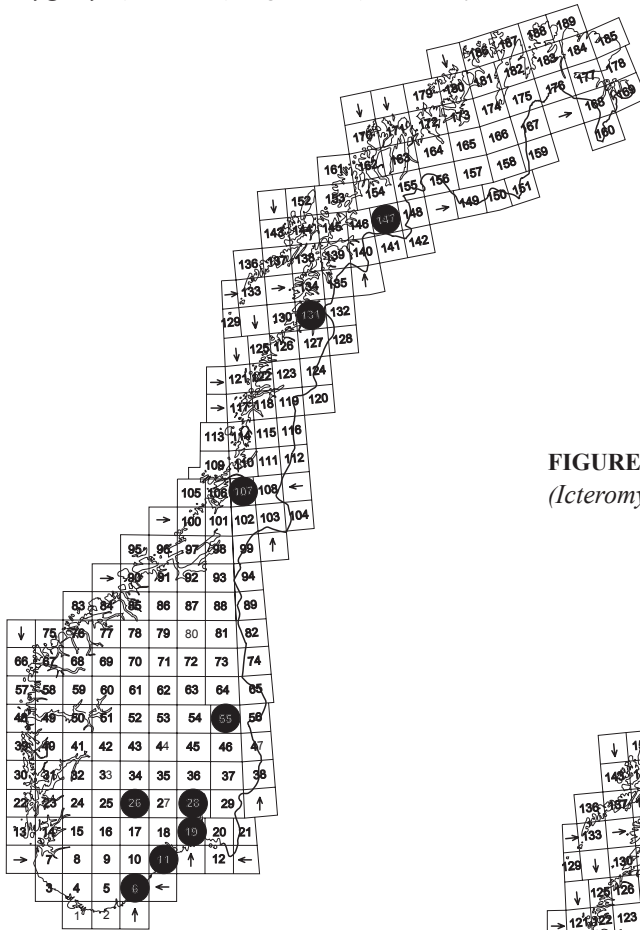 186 187 188 189
179 180 181 182 183 184 185
170 171 172 173 174 175 176 177 178
161 162 163 164 165 166 167 → 168 169
152 153 154 155 156 157 158 159 160
143 144 145 146 147 148 → 149 150 151
136 137 138 139 140 141 142
→ 133 → 134 135 ↑
129 ↓ 130 131 132
↓ 125 126 127 128
→ 121 122 123 124
→ 117 118 119 120
113 114 115 116
109 110 111 112
105 106 107 108 ←
FIGURE
(Icteromy
→ 100 101 102 103 104
95 96 97 98 99 ↑
→ 90 91 92 93 94
83 84 85 86 87 88 89
↓ 75 76 77 78 79 80 81 82
66 67 68 69 70 71 72 73 74
57 58 59 60 61 62 63 64 65
48 49 50 51 52 53 54 55 56
39 40 41 42 43 44 45 46 47
30 31 32 33 34 35 36 37 38
22 23 24 25 26 27 28 29 ↑
13 14 15 16 17 18 19 20 21
→ 7 8 9 10 11 ↑ 12 ←
3 4 5 6 ←
1 2 ↑
136 137
→ 133 →
129 ↓ 130
↓ 125 126
→ 121 122 123